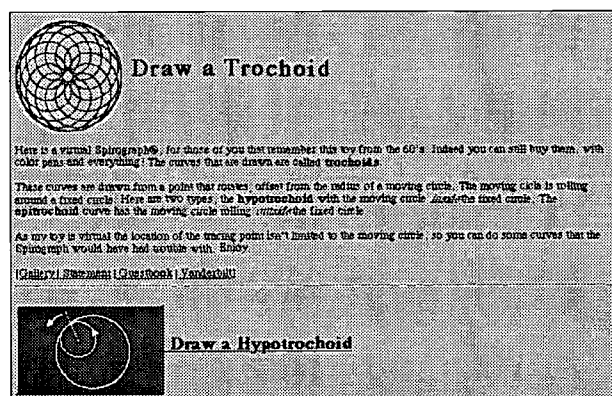 Draw a Trochoid
Here is a virtual Spirograph®, for those of you that remember this toy from the 60's. Indeed you can still buy them, with
color pens and everything! The curves that are drawn are called trochoids.
These curves are drawn from a point that rotates, offset from the radius of a moving circle. The moving cicle is rolling
around a fixed circle. Here are two types, the hypotrochoid with the moving circle inside the fixed circle. The
epitrochoid curve has the moving circle rolling outside the fixed circle
As my toy is virtual the location of the tracing point isn't limited to the moving circle, so you can do some curves that the
Spirograph would have had trouble with. Enjoy.
[Gallery| Statement | Guestbook | Vanderbilt]
Draw a Hypotrochoid